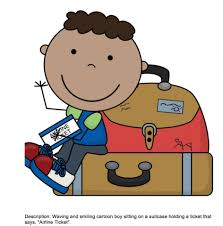 Description: Waving and smiling cartoon boy sitting on a suitcase holding a ticket that
says, "Airline Ticket".